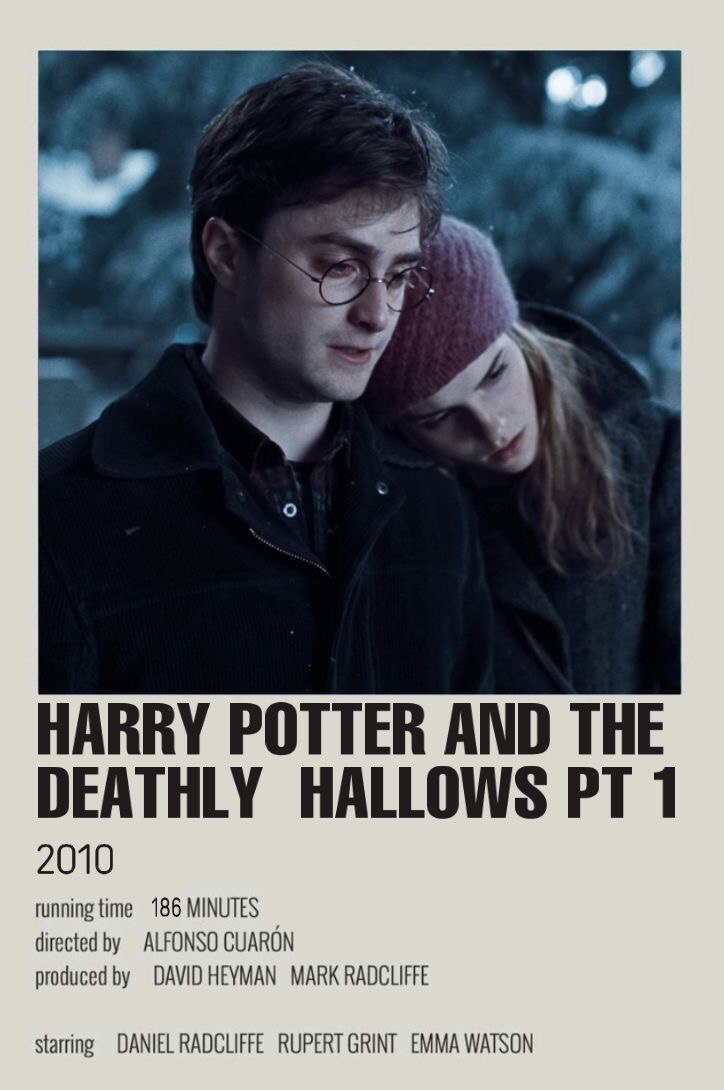 HARRY POTTER AND THE
DEATHLY HALLOWS PT 1
2010
running time 186 MINUTES
directed by ALFONSO CUARÓN
produced by DAVID HEYMAN MARK RADCLIFFE
starring DANIEL RADCLIFFE RUPERT GRINT EMMA WATSON